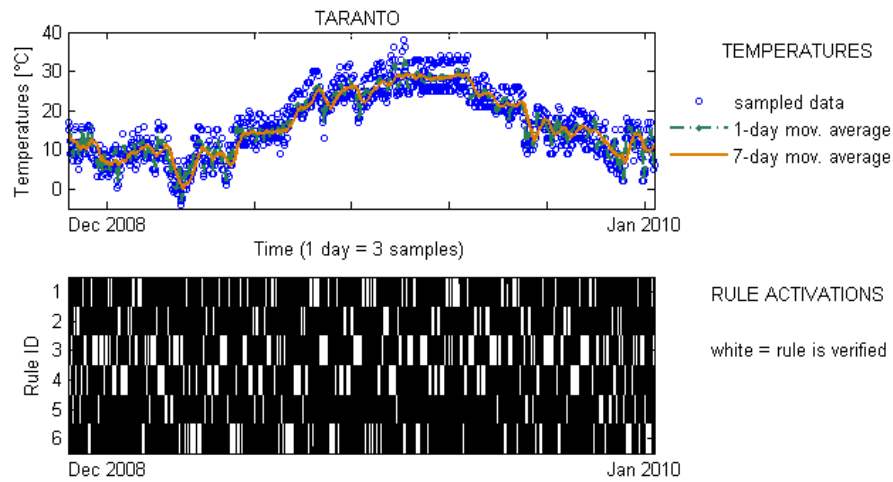 TARANTO
Temperatures [ºC]
40
30
20
10
0
Dec 2008
Jan 2010
Time (1 day = 3 samples)
TEMPERATURES
sampled data
1-day mov. average
7-day mov. average
Rule ID
1
2
3
4
5
6
Dec 2008
Jan 2010
RULE ACTIVATIONS
white = rule is verified